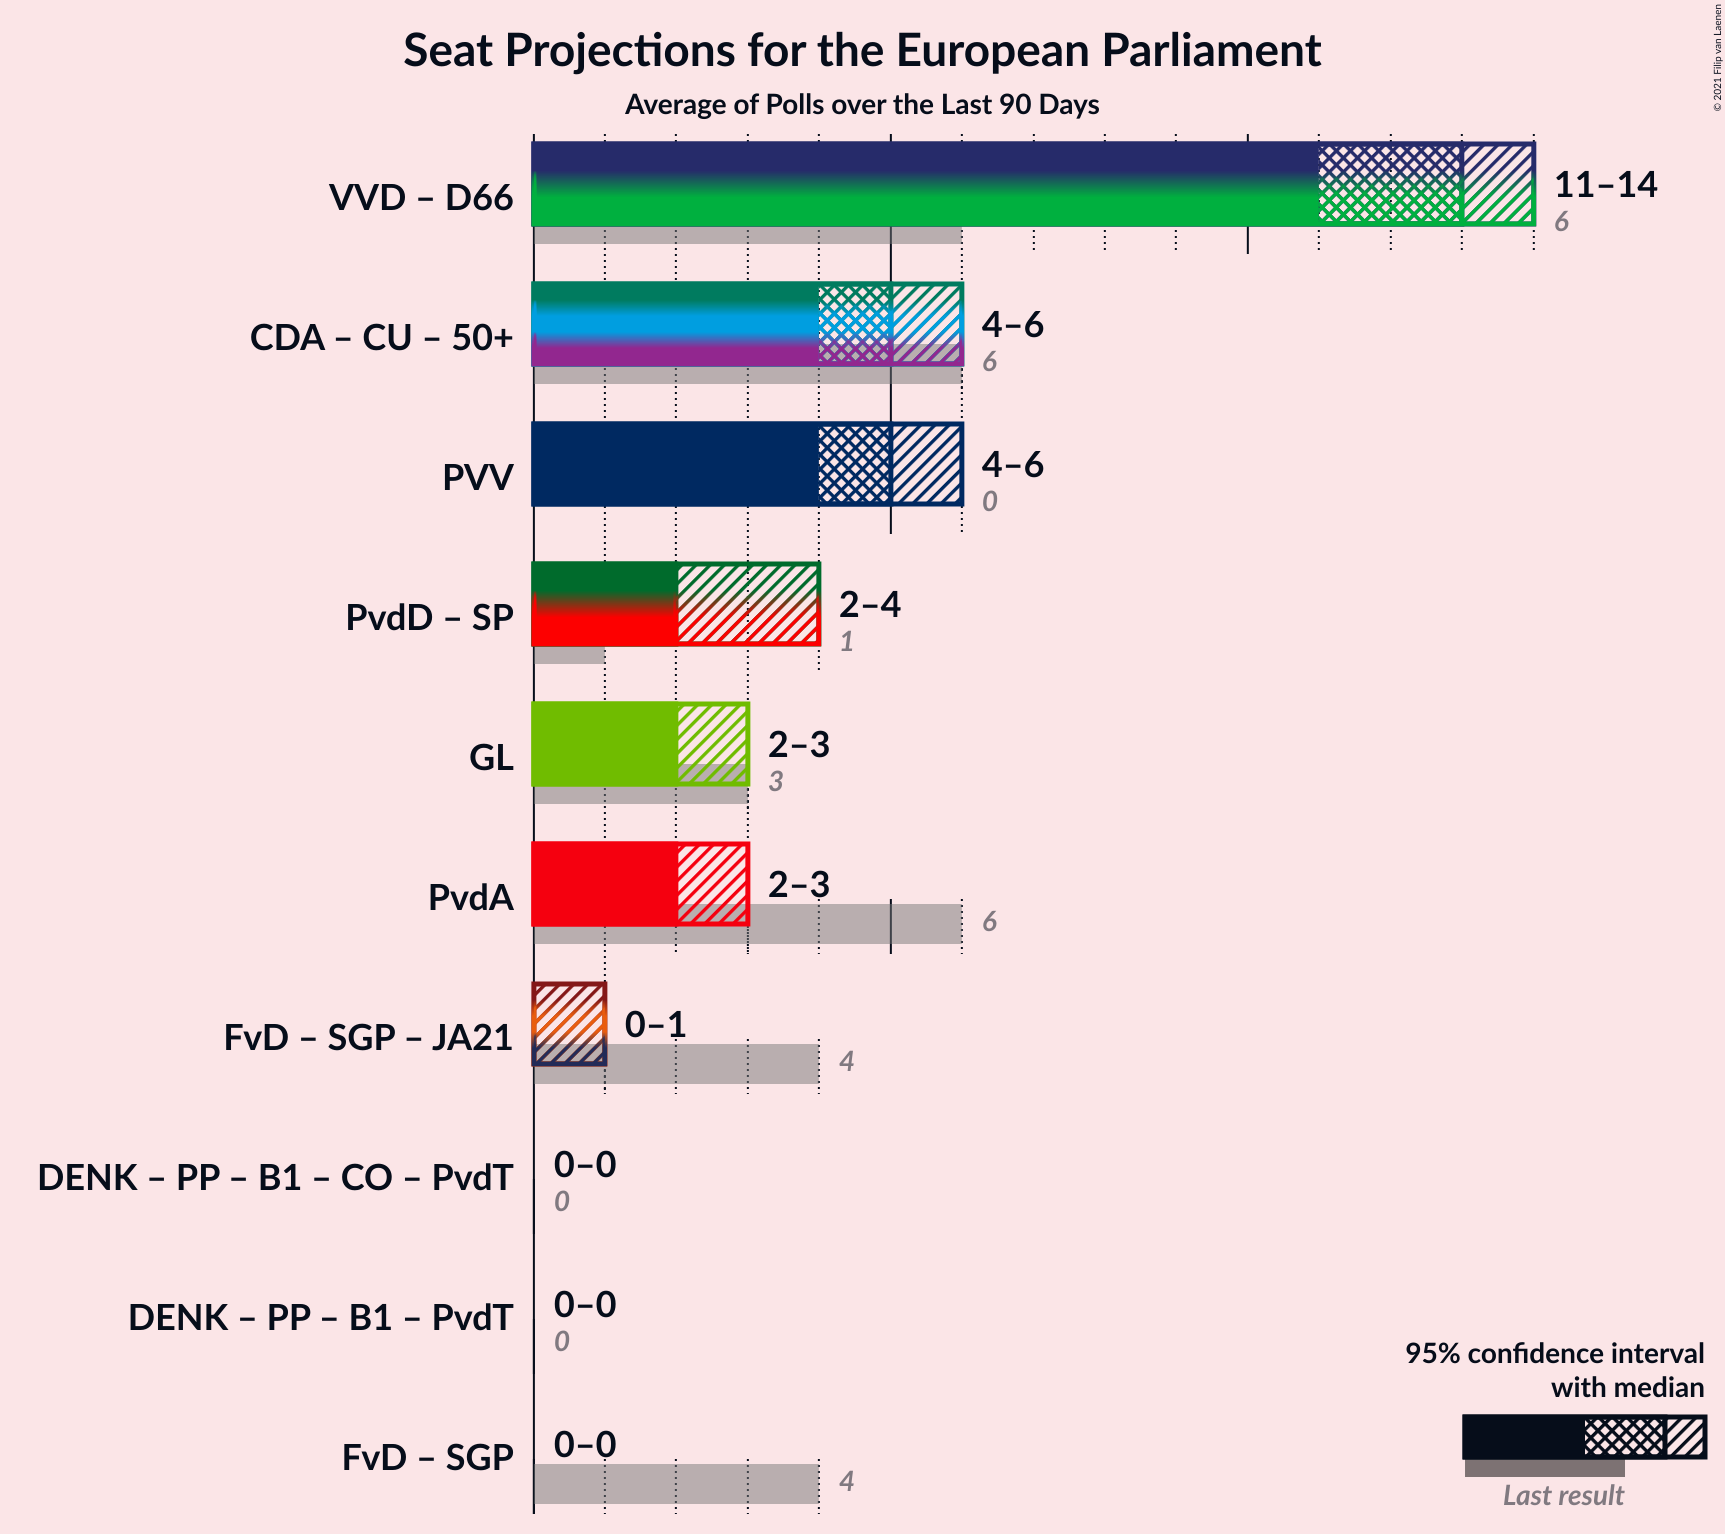 Seat Projections for the European Parliament
Average of Polls over the Last 90 Days
© 2021 Filip van Laenen
VVD – D66
11–14
6
CDA – CU – 50+
4–6
6
PVV
4–6
0
PvdD – SP
2–4
1
GL
2–3
3
PvdA
2–3
6
FvD – SGP – JA21
0–1
4
DENK – PP – B1 – CO – PvdT
0–0
0
DENK – PP – B1 – PvdT
0–0
0
FvD – SGP
0–0
4
95% confidence interval
with median
Last result